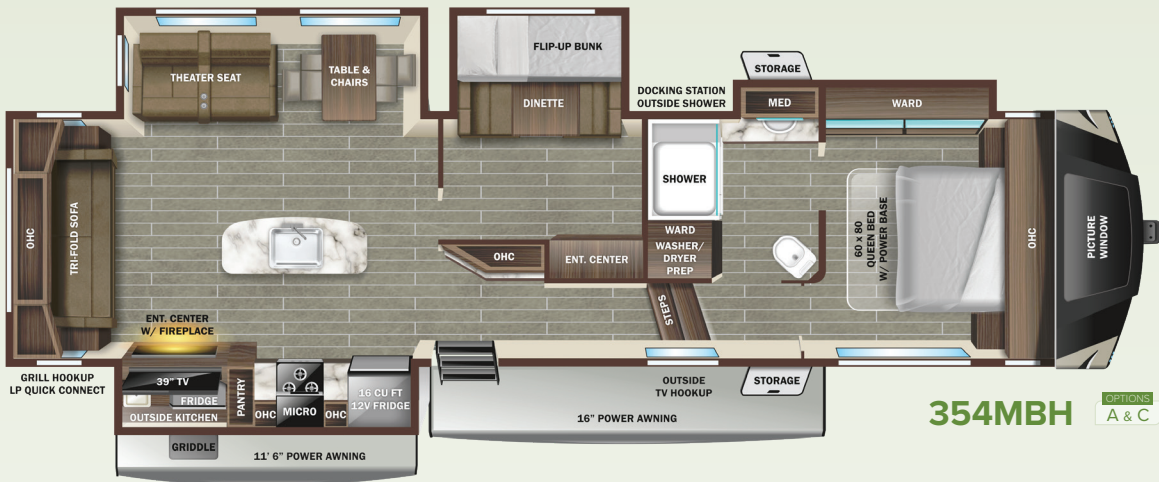 FLIP-UP BUNK
THEATER SEAT
TABLE &
CHAIRS
STORAGE
DINETTE
DOCKING STATION
OUTSIDE SHOWER
MED
WARD
SHOWER
OHC
TRI-FOLD SOFA
WARD
WASHER/
DRYER
PREP
OHC
ENT. CENTER
60 x 80
QUEEN BED
W/ POWER BASE
OHC
PICTURE
WINDOW
STEPS
ENT. CENTER
W/ FIREPLACE
GRILL HOOKUP
LP QUICK CONNECT
39" TV
FRIDGE
OUTSIDE KITCHEN
PANTRY
OHC
MICRO
OHC
16 CU FT
12V FRIDGE
OUTSIDE
TV HOOKUP
STORAGE
16" POWER AWNING
GRIDDLE
11' 6" POWER AWNING
354MBH
OPTIONS
A & C